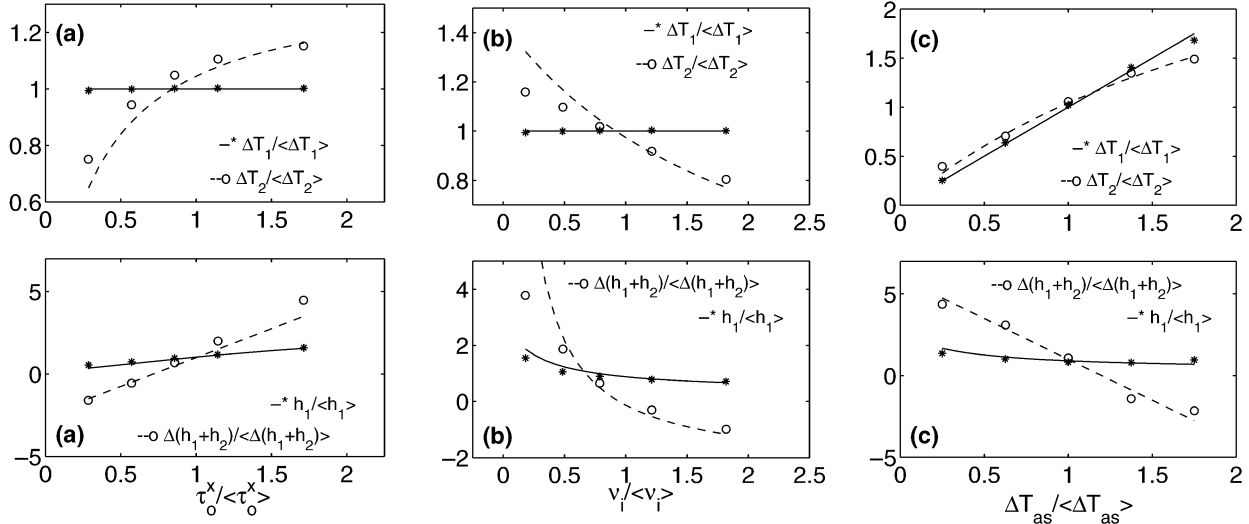 (a)
1.2
1
0.8
0.6
–* ΔT₁/<ΔT₁>
--o ΔT₂/<ΔT₂>
0 0.5 1 1.5 2
(b)
1.4
1.2
1
0.8
–* ΔT₁/<ΔT₁>
--o ΔT₂/<ΔT₂>
0 0.5 1 1.5 2 2.5
(c)
2
1.5
1
0.5
0
–* ΔT₁/<ΔT₁>
--o ΔT₂/<ΔT₂>
0 0.5 1 1.5 2
5
0
–5
–* h₁/<h₁>
--o Δ(h₁+h₂)/<Δ(h₁+h₂)>
(a)
0 0.5 1 1.5 2
τₒˣ/<τₒˣ>
4
2
0
–2
--o Δ(h₁+h₂)/<Δ(h₁+h₂)>
–* h₁/<h₁>
(b)
0 0.5 1 1.5 2 2.5
νᵢ/<νᵢ>
5
0
–5
--o Δ(h₁+h₂)/<Δ(h₁+h₂)>
–* h₁/<h₁>
(c)
0 0.5 1 1.5 2
ΔTₐₛ/<ΔTₐₛ>